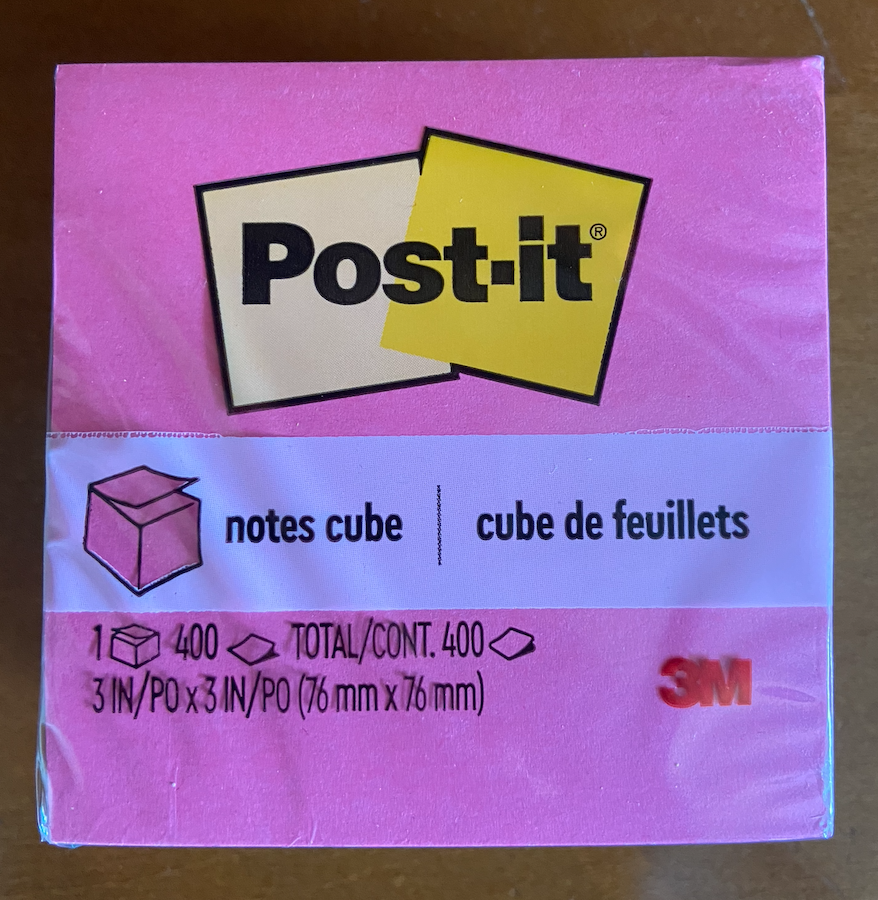 Post-it®
notes cube | cube de feuillets
1 400 TOTAL/CONT. 400
3 IN/PO x 3 IN/PO (76 mm x 76 mm)
3M